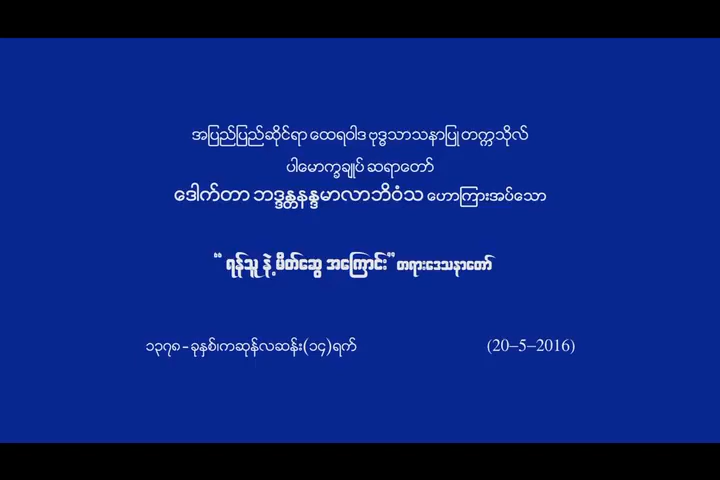 အပြည်ပြည်ဆိုင်ရာ ထေရဝါဒ ဗုဒ္ဓသာသနာပြု တက္ကသိုလ်
ပါမောက္ခချုပ် ဆရာတော်
ဒေါက်တာ ဘဒ္ဒန္တနန္ဒမာလာဘိဝံသ ဟောကြားအပ်သော
“ ရန်သူ နဲ့ မိတ်ဆွေ အကြောင်း” တရားဒေသနာတော်
၁၃၇၈-ခုနှစ်၊ကဆုန်လဆန်း(၁၄)ရက် (20–5–2016)